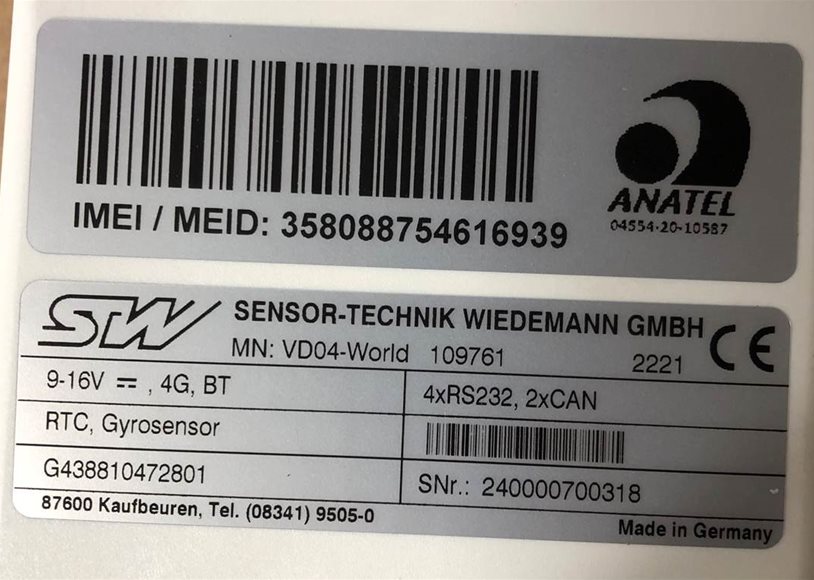 ANATEL
04554-20-10587
IMEI / MEID: 358088754616939
STW SENSOR-TECHNIK WIEDEMANN GMBH CE
MN: VD04-World 109761 2221
9-16V ⎓ , 4G, BT
4xRS232, 2xCAN
RTC, Gyrosensor
G438810472801
SNr.: 240000700318
87600 Kaufbeuren, Tel. (08341) 9505-0
Made in Germany